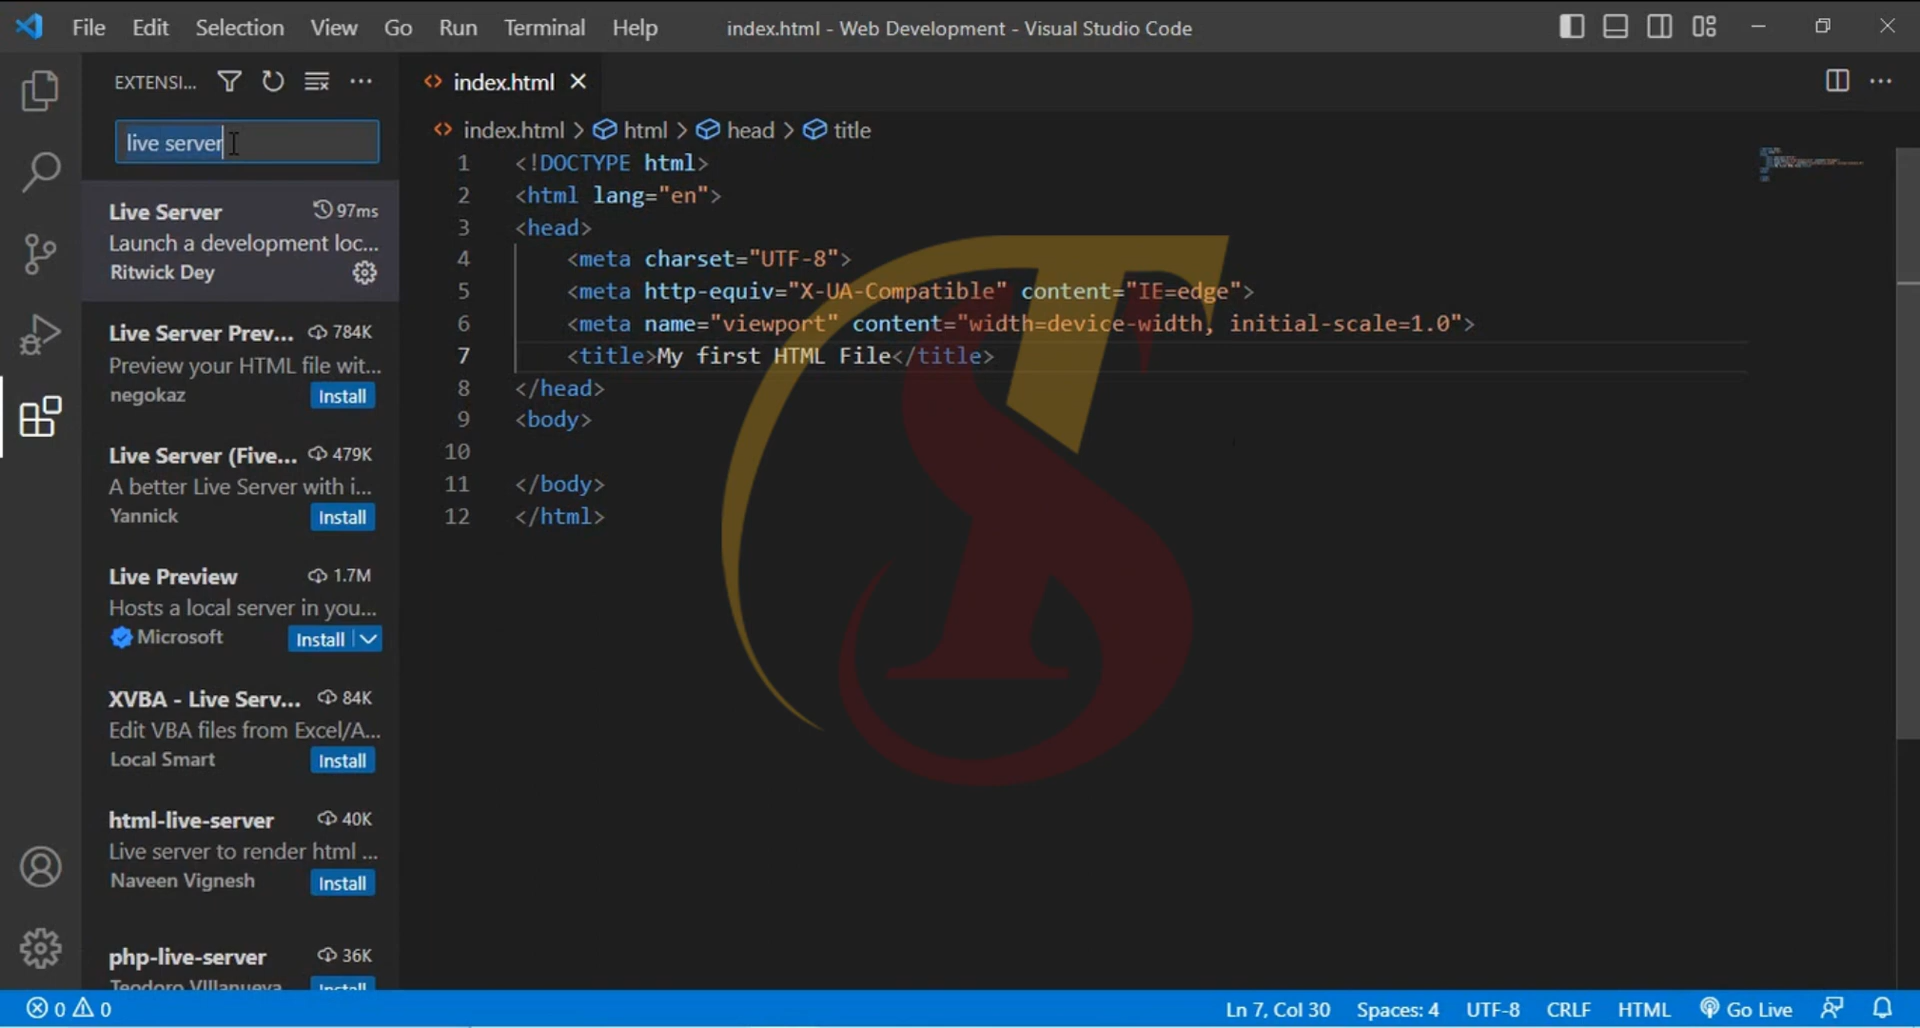 File Edit Selection View Go Run Terminal Help
index.html - Web Development - Visual Studio Code
EXTENSI...
live server
Live Server 97ms
Launch a development loc...
Ritwick Dey
Live Server Prev... 784K
Preview your HTML file wit...
negokaz Install
Live Server (Five... 479K
A better Live Server with i...
Yannick Install
Live Preview 1.7M
Hosts a local server in you...
Microsoft Install
XVBA - Live Serv... 84K
Edit VBA files from Excel/A...
Local Smart Install
html-live-server 40K
Live server to render html ...
Naveen Vignesh Install
php-live-server 36K
Teodoro VIllanueva Install
index.html
index.html > html > head > title
1 <!DOCTYPE html>
2 <html lang="en">
3 <head>
4 <meta charset="UTF-8">
5 <meta http-equiv="X-UA-Compatible" content="IE=edge">
6 <meta name="viewport" content="width=device-width, initial-scale=1.0">
7 <title>My first HTML File</title>
8 </head>
9 <body>
10
11 </body>
12 </html>
0 0 Ln 7, Col 30 Spaces: 4 UTF-8 CRLF HTML Go Live